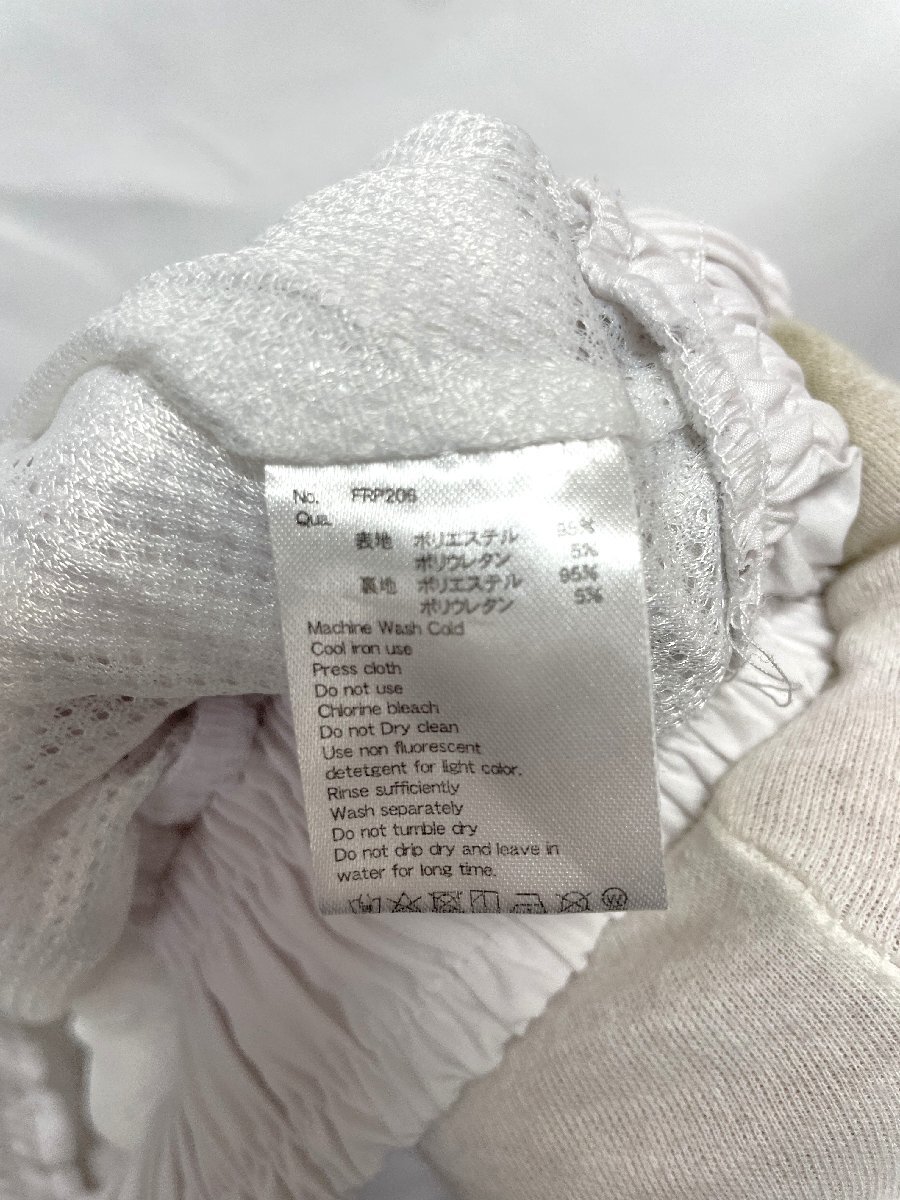 No. FRP206
Qua.
表地 ポリエステル 95%
ポリウレタン 5%
裏地 ポリエステル 95%
ポリウレタン 5%
Machine Wash Cold
Cool iron use
Press cloth
Do not use
Chlorine bleach
Do not Dry clean
Use non fluorescent
detetgent for light color.
Rinse sufficiently
Wash separately
Do not tumble dry
Do not drip dry and leave in
water for long time.